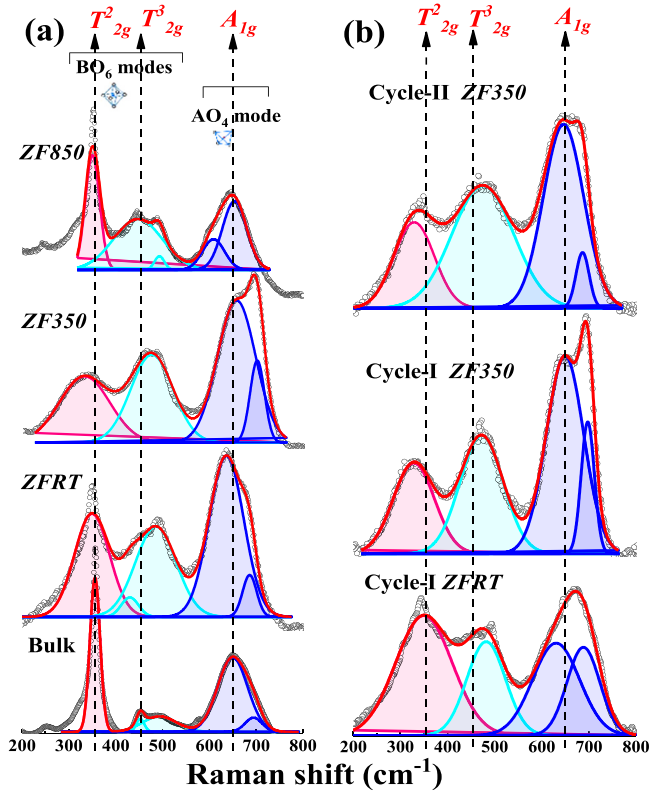 (a) T²2g T³2g A1g
BO6 modes
AO4 mode
ZF850
ZF350
ZFRT
Bulk
200 300 400 500 600 700 800
(b) T²2g T³2g A1g
Cycle-II ZF350
Cycle-I ZF350
Cycle-I ZFRT
200 300 400 500 600 700 800
Raman shift (cm-1)